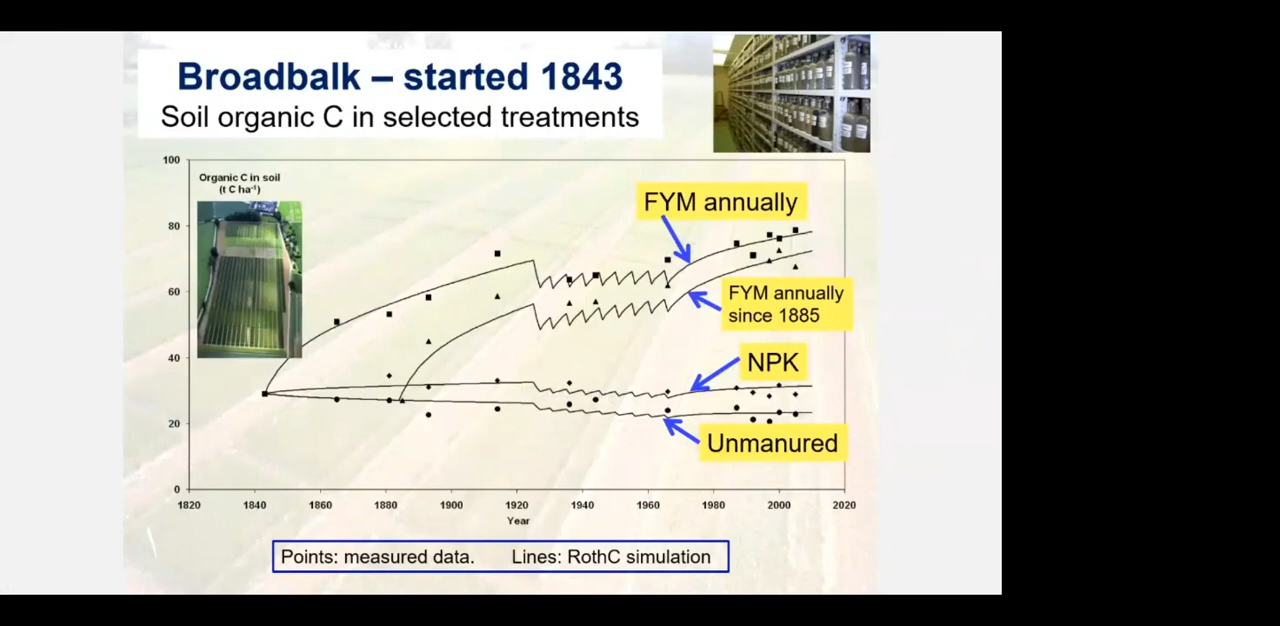 Broadbalk – started 1843
Soil organic C in selected treatments
100
80
60
40
20
0
Organic C in soil
(t C ha⁻¹)
FYM annually
FYM annually
since 1885
NPK
Unmanured
1820 1840 1860 1880 1900 1920 1940 1960 1980 2000 2020
Year
Points: measured data. Lines: RothC simulation